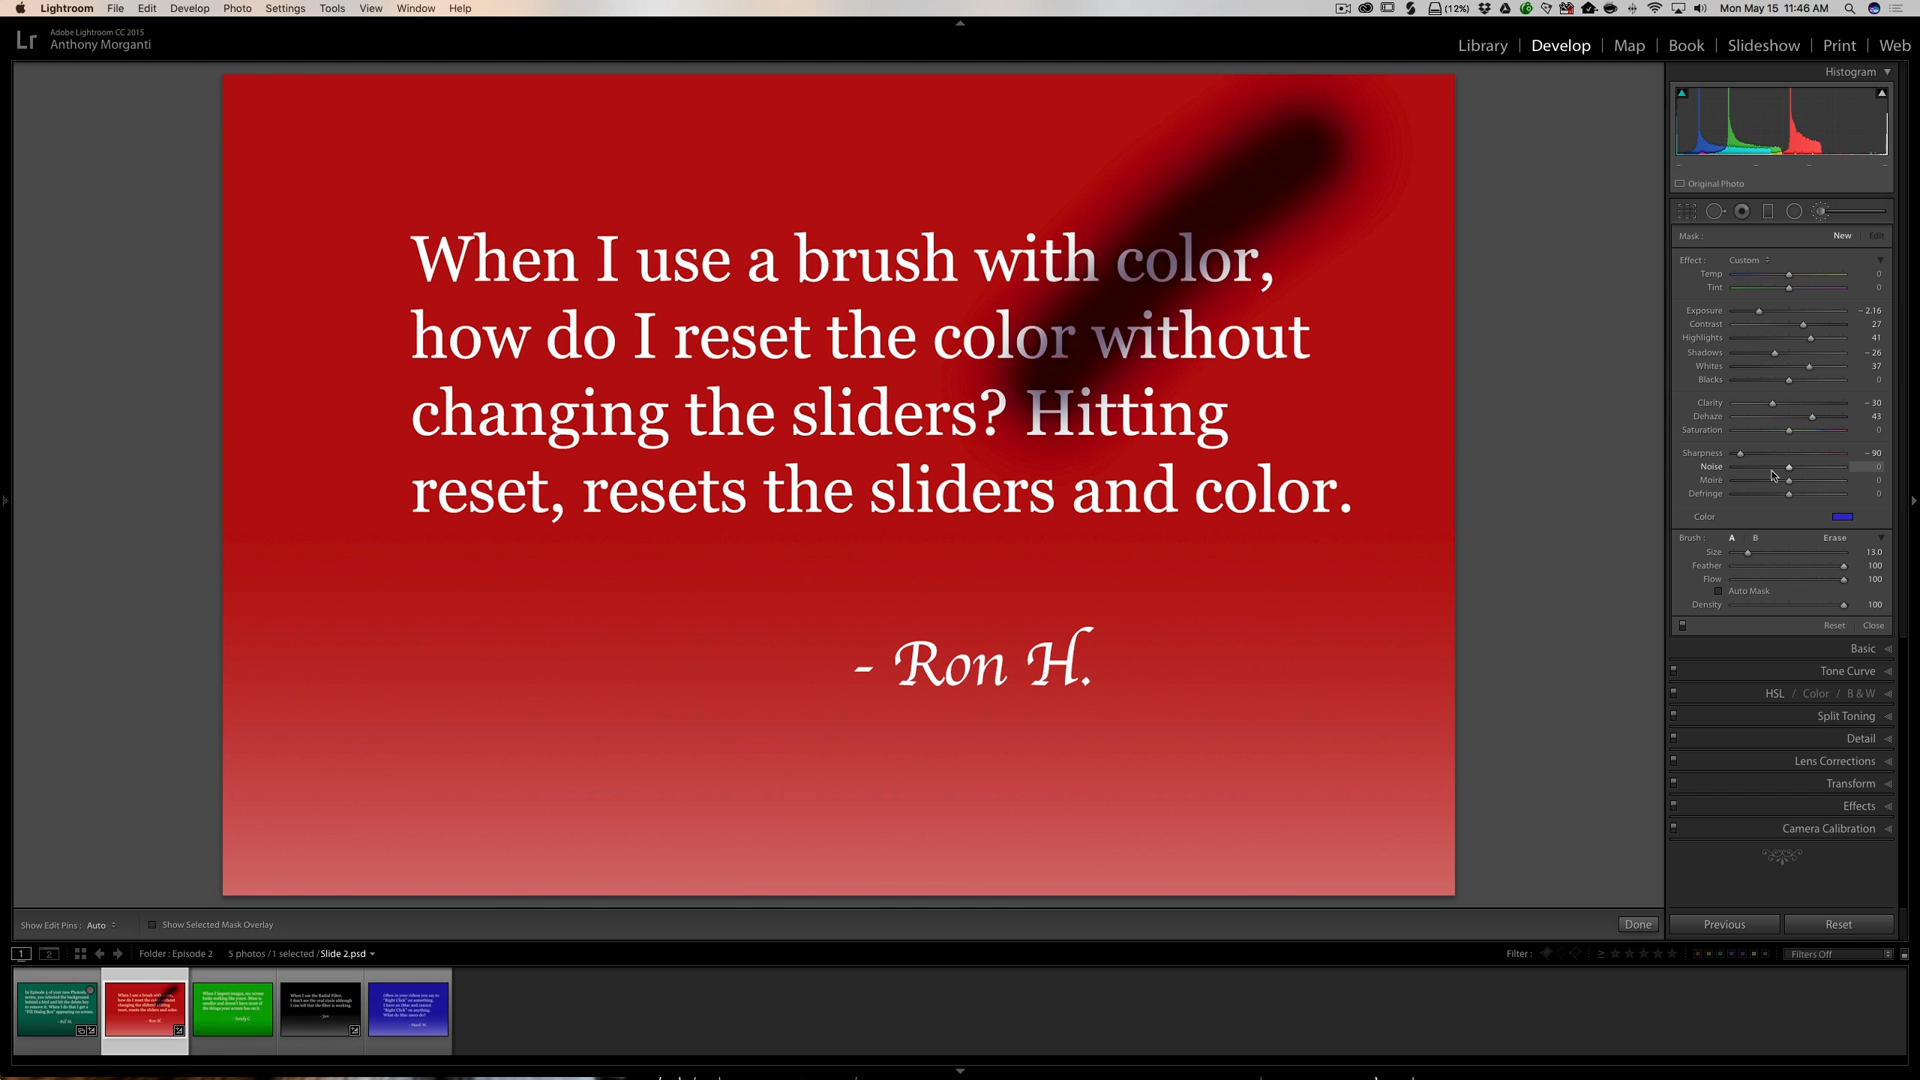 Lightroom File Edit Develop Photo Settings Tools View Window Help
(12%) Mon May 15 11:46 AM
Lr Adobe Lightroom CC 2015
Anthony Morganti
Library Develop Map Book Slideshow Print Web
Histogram
Original Photo
Mask : New Edit
Effect : Custom
Temp 0
Tint 0
Exposure - 2.16
Contrast 27
Highlights 41
Shadows - 26
Whites 37
Blacks 0
Clarity - 30
Dehaze 43
Saturation 0
Sharpness - 90
Noise 0
Moiré 0
Defringe 0
Color
Brush : A B Erase
Size 13.0
Feather 100
Flow 100
Auto Mask
Density 100
Reset Close
Basic
Tone Curve
HSL / Color / B & W
Split Toning
Detail
Lens Corrections
Transform
Effects
Camera Calibration
Previous Reset
When I use a brush with color,
how do I reset the color without
changing the sliders? Hitting
reset, resets the sliders and color.
- Ron H.
Show Edit Pins : Auto Show Selected Mask Overlay Done
1 2 Folder : Episode 2 5 photos / 1 selected / Slide 2.psd Filter : Filters Off